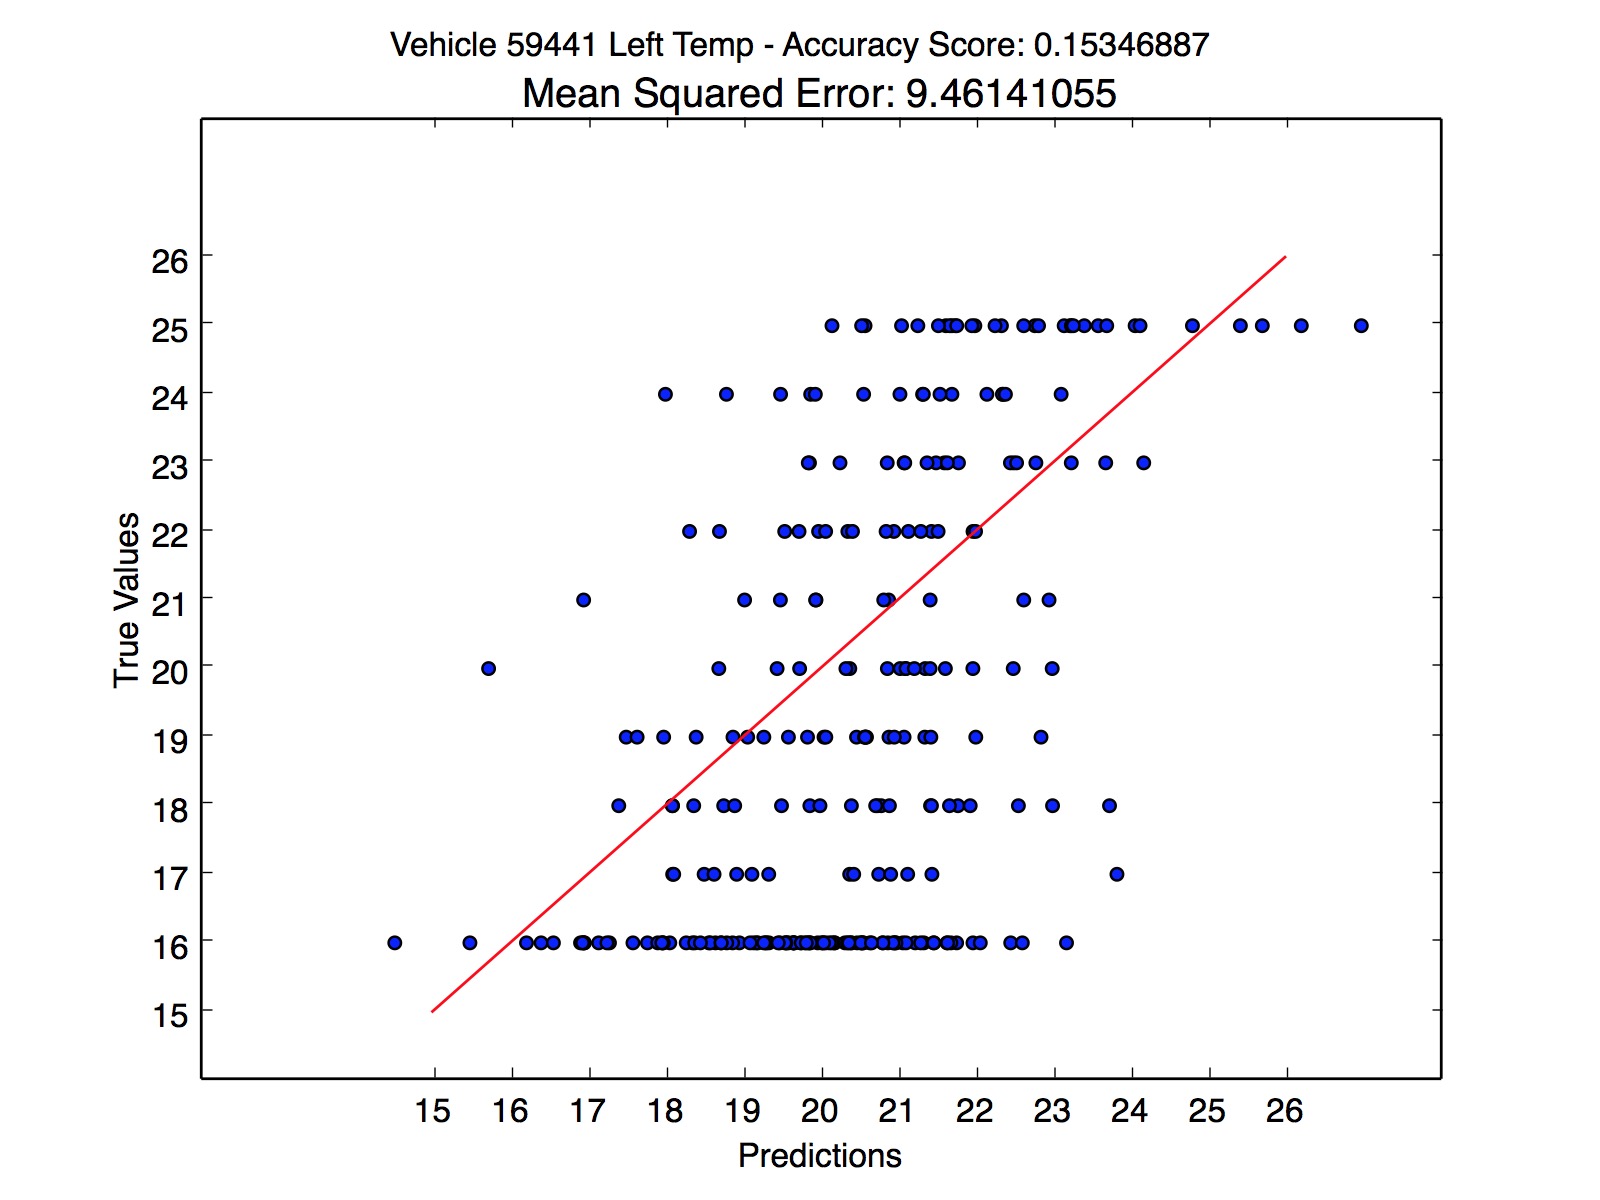 Vehicle 59441 Left Temp - Accuracy Score: 0.15346887
Mean Squared Error: 9.46141055
26
25
24
23
22
21
20
19
18
17
16
15
True Values
15 16 17 18 19 20 21 22 23 24 25 26
Predictions